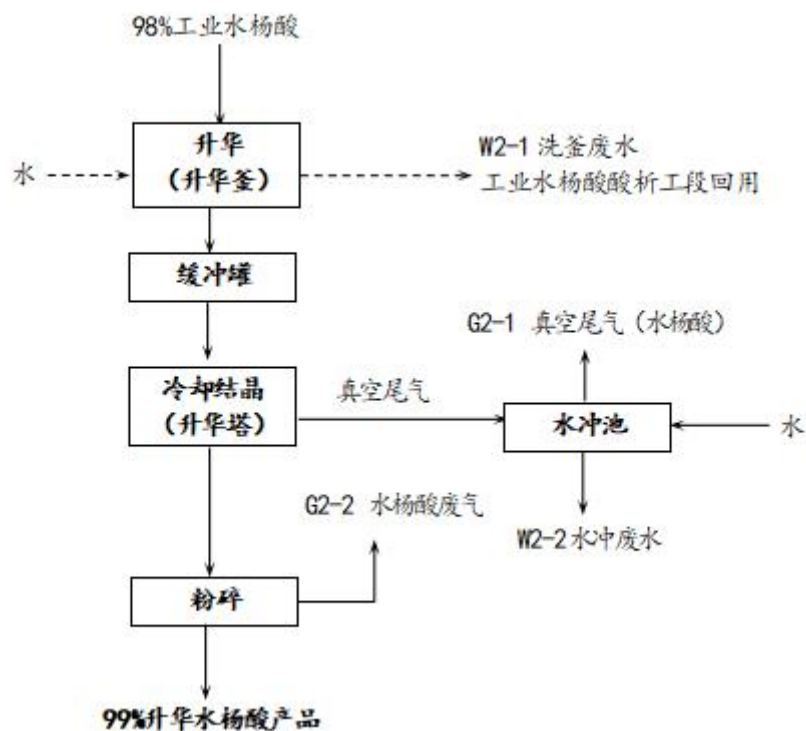 98%工业水杨酸
升华
(升华釜)
水
W2-1 洗釜废水
工业水杨酸酸析工段回用
缓冲罐
G2-1 真空尾气(水杨酸)
冷却结晶
(升华塔)
真空尾气
水冲池
水
G2-2 水杨酸废气
W2-2水冲废水
粉碎
99%升华水杨酸产品